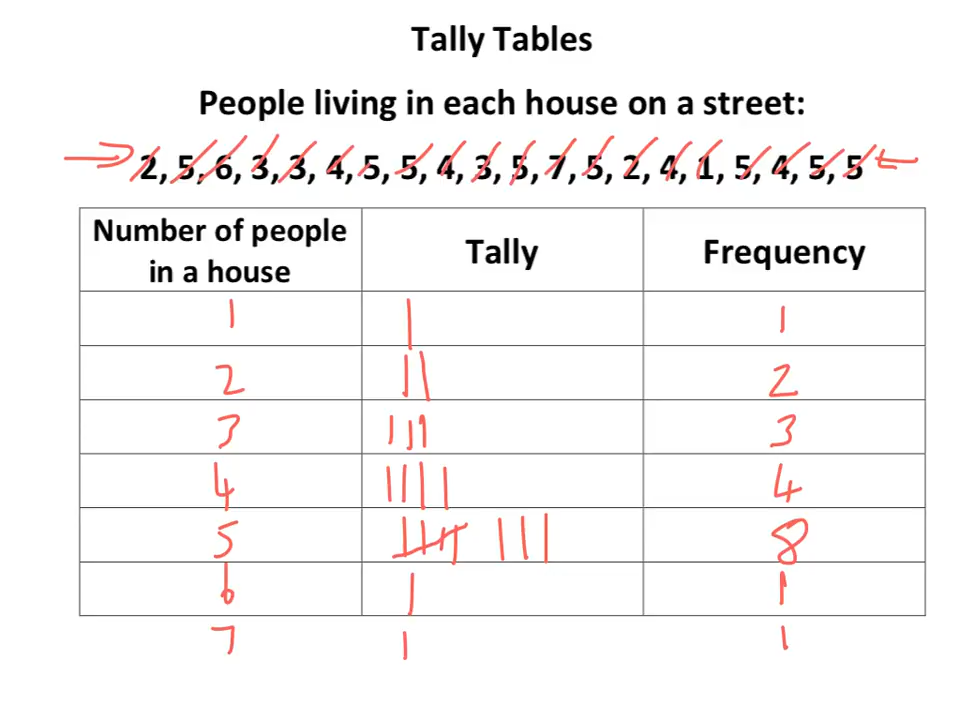 Tally Tables
People living in each house on a street:
2, 5, 6, 3, 3, 4, 5, 5, 4, 3, 5, 7, 5, 2, 4, 1, 5, 4, 5, 5
Number of people in a house Tally Frequency
1 | 1
2 || 2
3 ||| 3
4 |||| 4
5 |||| ||| 8
6 | 1
7 | 1